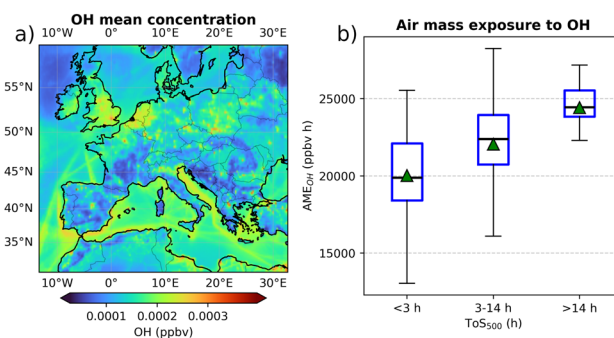 a) OH mean concentration
10°W 0° 10°E 20°E 30°E
55°N
50°N
45°N
40°N
35°N
10°W 0° 10°E 20°E 30°E
0.0001 0.0002 0.0003
OH (ppbv)
b) Air mass exposure to OH
AME_OH (ppbv h)
25000
20000
15000
<3 h 3-14 h >14 h
ToS_500 (h)